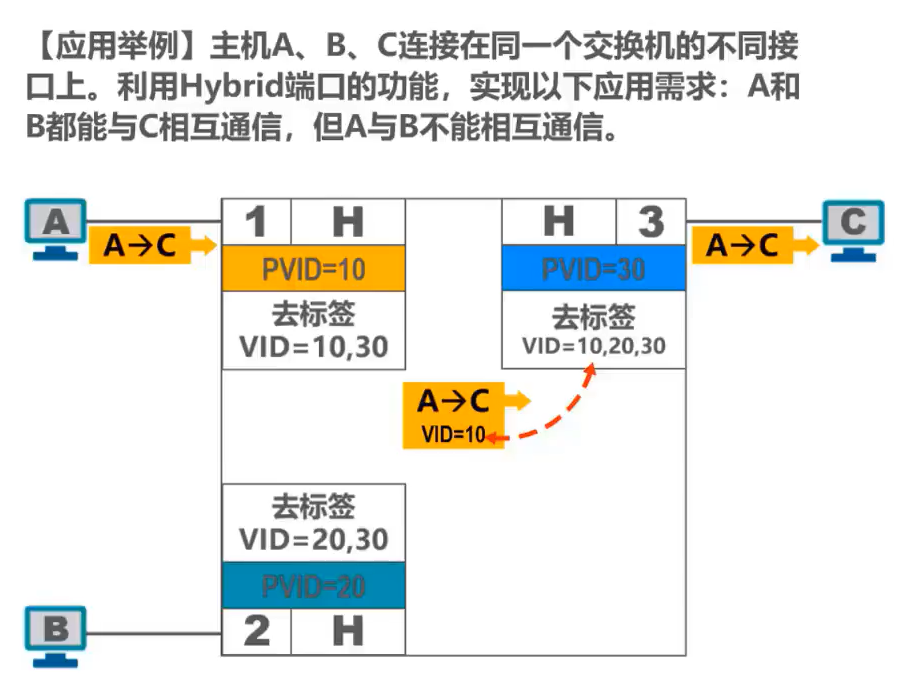 【应用举例】主机A、B、C连接在同一个交换机的不同接
口上。利用Hybrid端口的功能，实现以下应用需求：A和
B都能与C相互通信，但A与B不能相互通信。
A
A→C
1
H
PVID=10
去标签
VID=10,30
H
3
PVID=30
去标签
VID=10,20,30
A→C
C
A→C
VID=10
去标签
VID=20,30
PVID=20
2
H
B